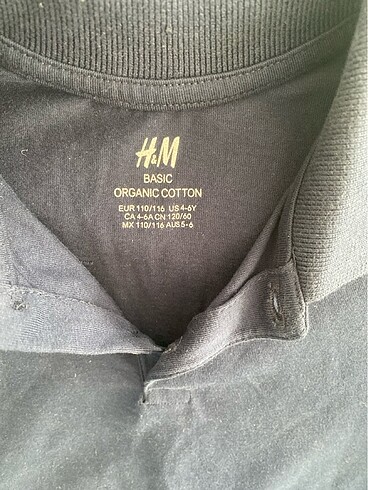 H&M
BASIC
ORGANIC COTTON
EUR 110/116 US 4-6Y
CA 4-6A CN 120/60
MX 110/116 AUS 5-6